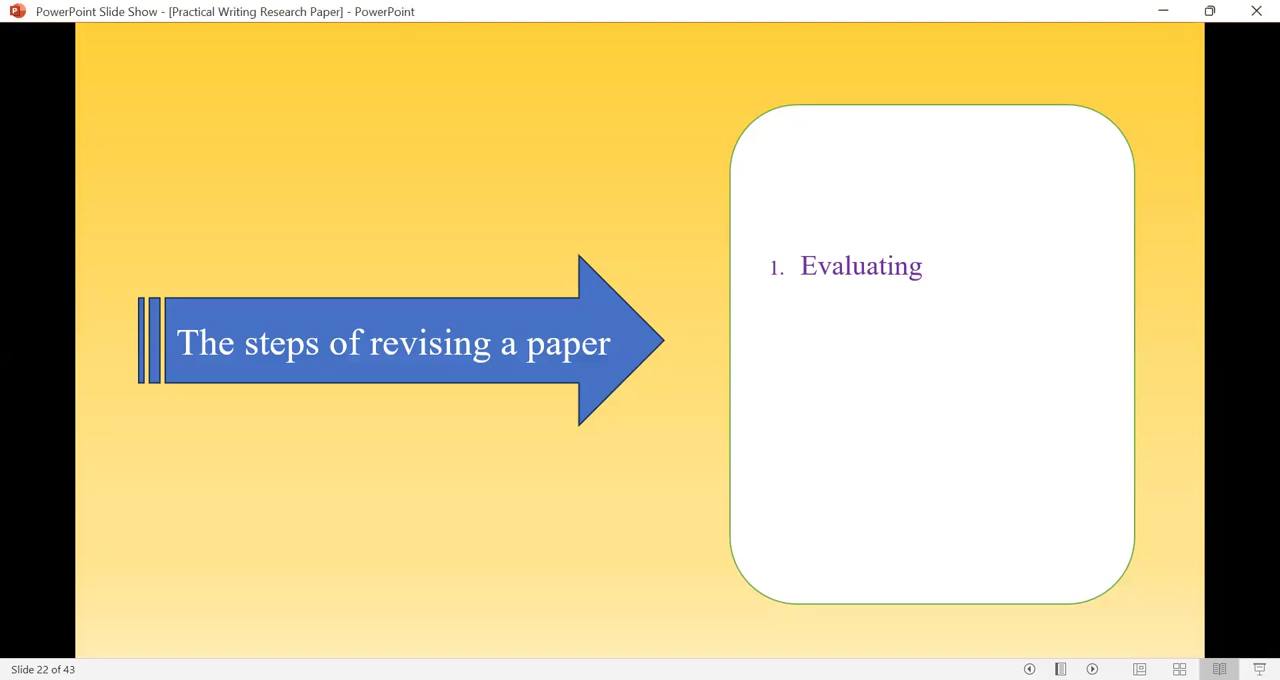 PowerPoint Slide Show - [Practical Writing Research Paper] - PowerPoint
The steps of revising a paper
1. Evaluating
Slide 22 of 43